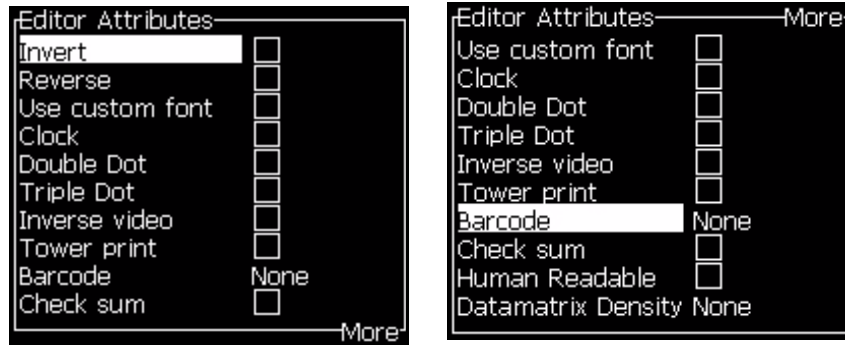 Editor Attributes
Invert
Reverse
Use custom font
Clock
Double Dot
Triple Dot
Inverse video
Tower print
Barcode None
Check sum
More
Editor Attributes More
Use custom font
Clock
Double Dot
Triple Dot
Inverse video
Tower print
Barcode None
Check sum
Human Readable
Datamatrix Density None